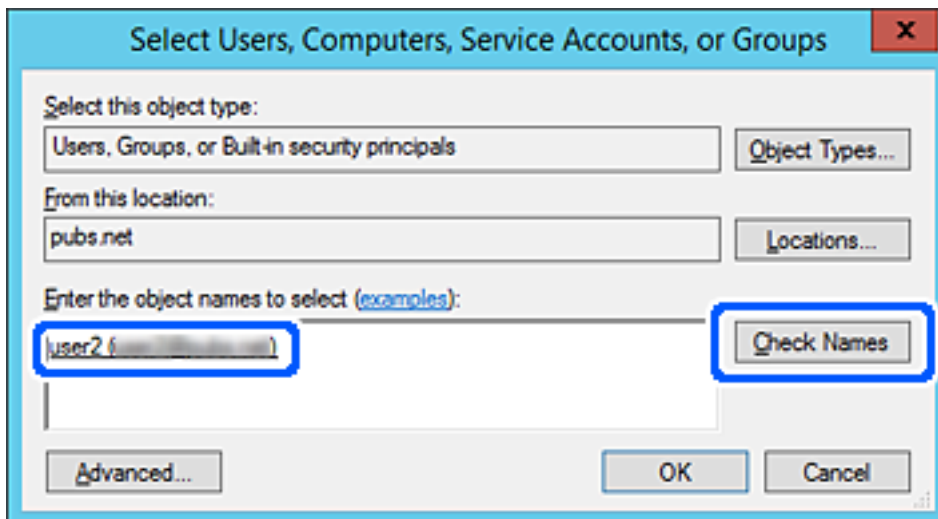 Select Users, Computers, Service Accounts, or Groups
x
Select this object type:
Users, Groups, or Built-in security principals
Object Types...
From this location:
pubs.net
Locations...
Enter the object names to select (examples):
user2 ( )
Check Names
Advanced...
OK
Cancel